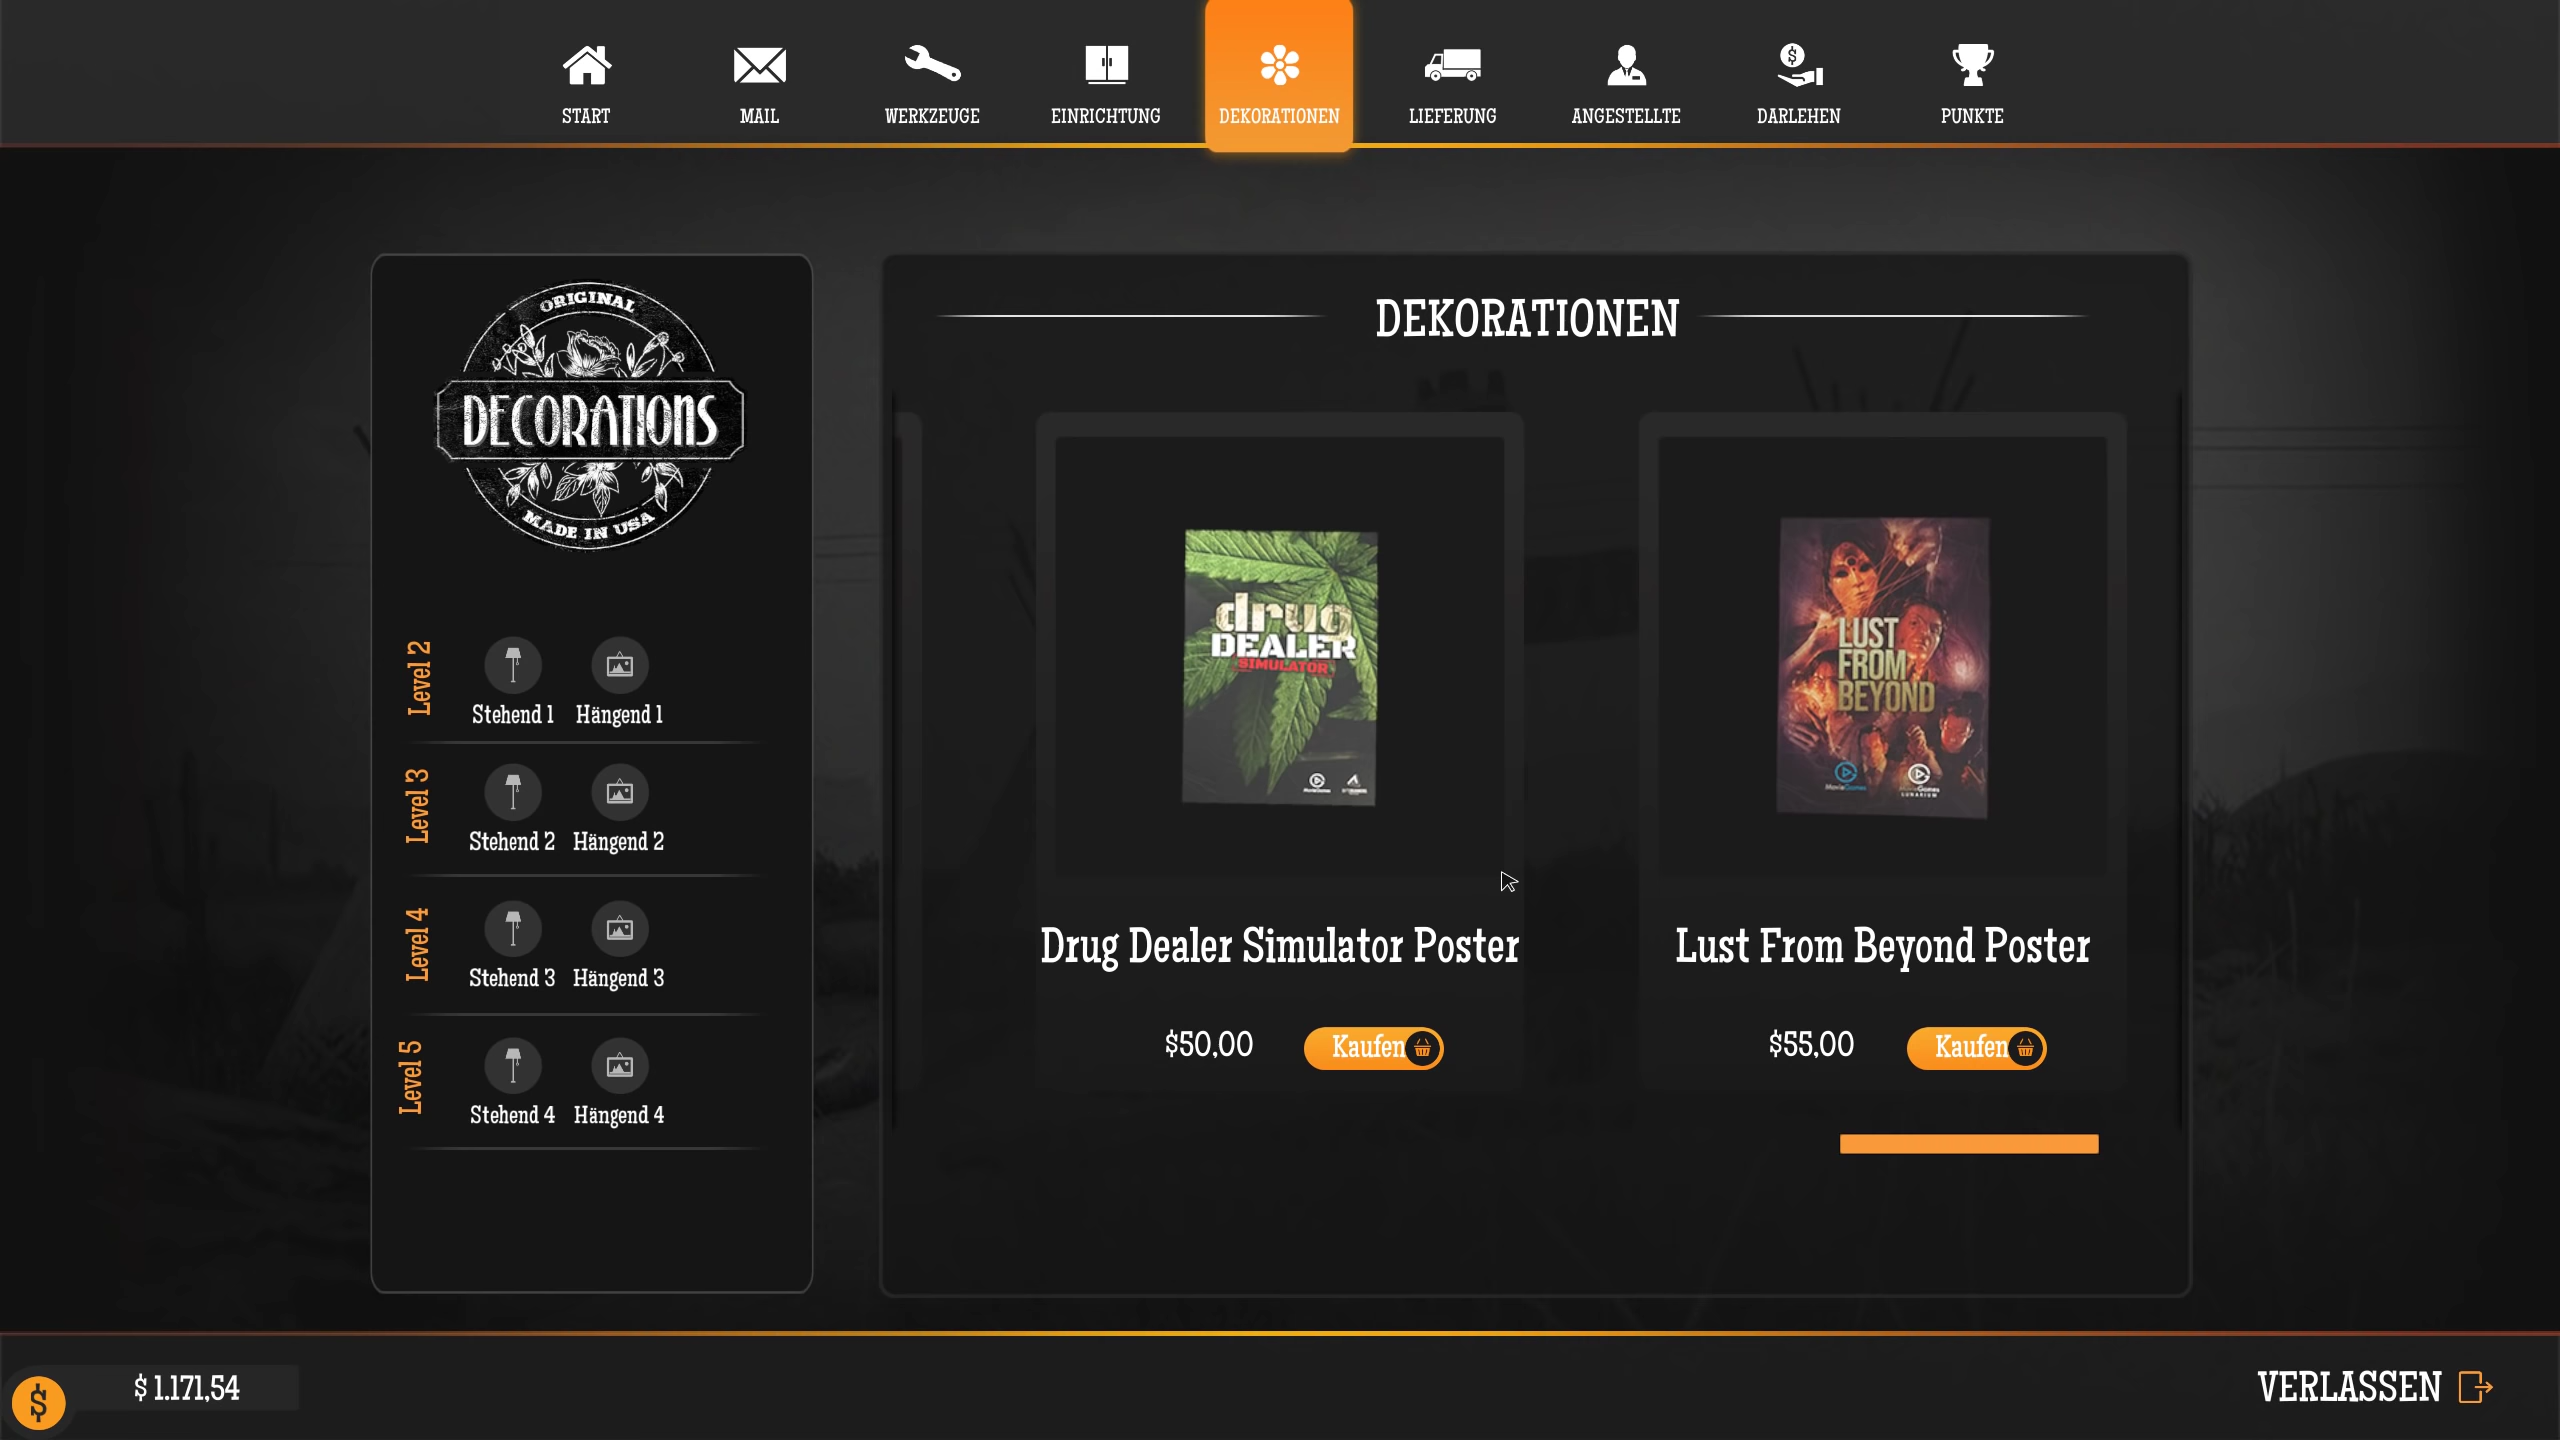 START
MAIL
WERKZEUGE
EINRICHTUNG
DEKORATIONEN
LIEFERUNG
ANGESTELLTE
DARLEHEN
PUNKTE
ORIGINAL
DECORATIONS
MADE IN USA
Level 2
Stehend 1
Hängend 1
Level 3
Stehend 2
Hängend 2
Level 4
Stehend 3
Hängend 3
Level 5
Stehend 4
Hängend 4
DEKORATIONEN
drug
DEALER
SIMULATOR
Drug Dealer Simulator Poster
$50,00
Kaufen
LUST
FROM
BEYOND
MovieGames
MovieGames
LUNARIUM
Lust From Beyond Poster
$55,00
Kaufen
$ 1.171,54
VERLASSEN